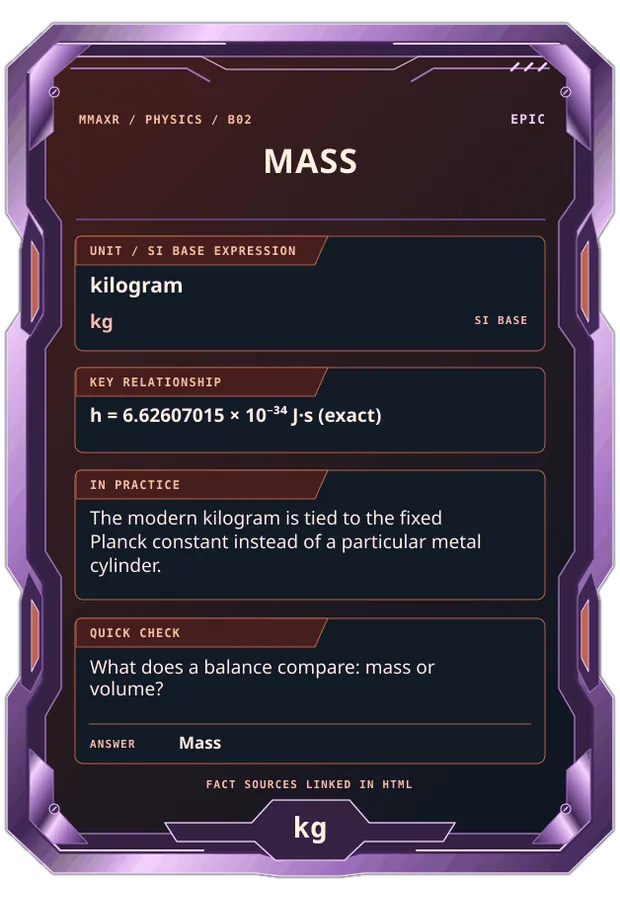 MMAXR / PHYSICS / B02
EPIC
MASS
UNIT / SI BASE EXPRESSION
kilogram
kg
SI BASE
KEY RELATIONSHIP
h = 6.62607015 × 10⁻³⁴ J·s (exact)
IN PRACTICE
The modern kilogram is tied to the fixed
Planck constant instead of a particular metal
cylinder.
QUICK CHECK
What does a balance compare: mass or
volume?
ANSWER Mass
FACT SOURCES LINKED IN HTML
kg